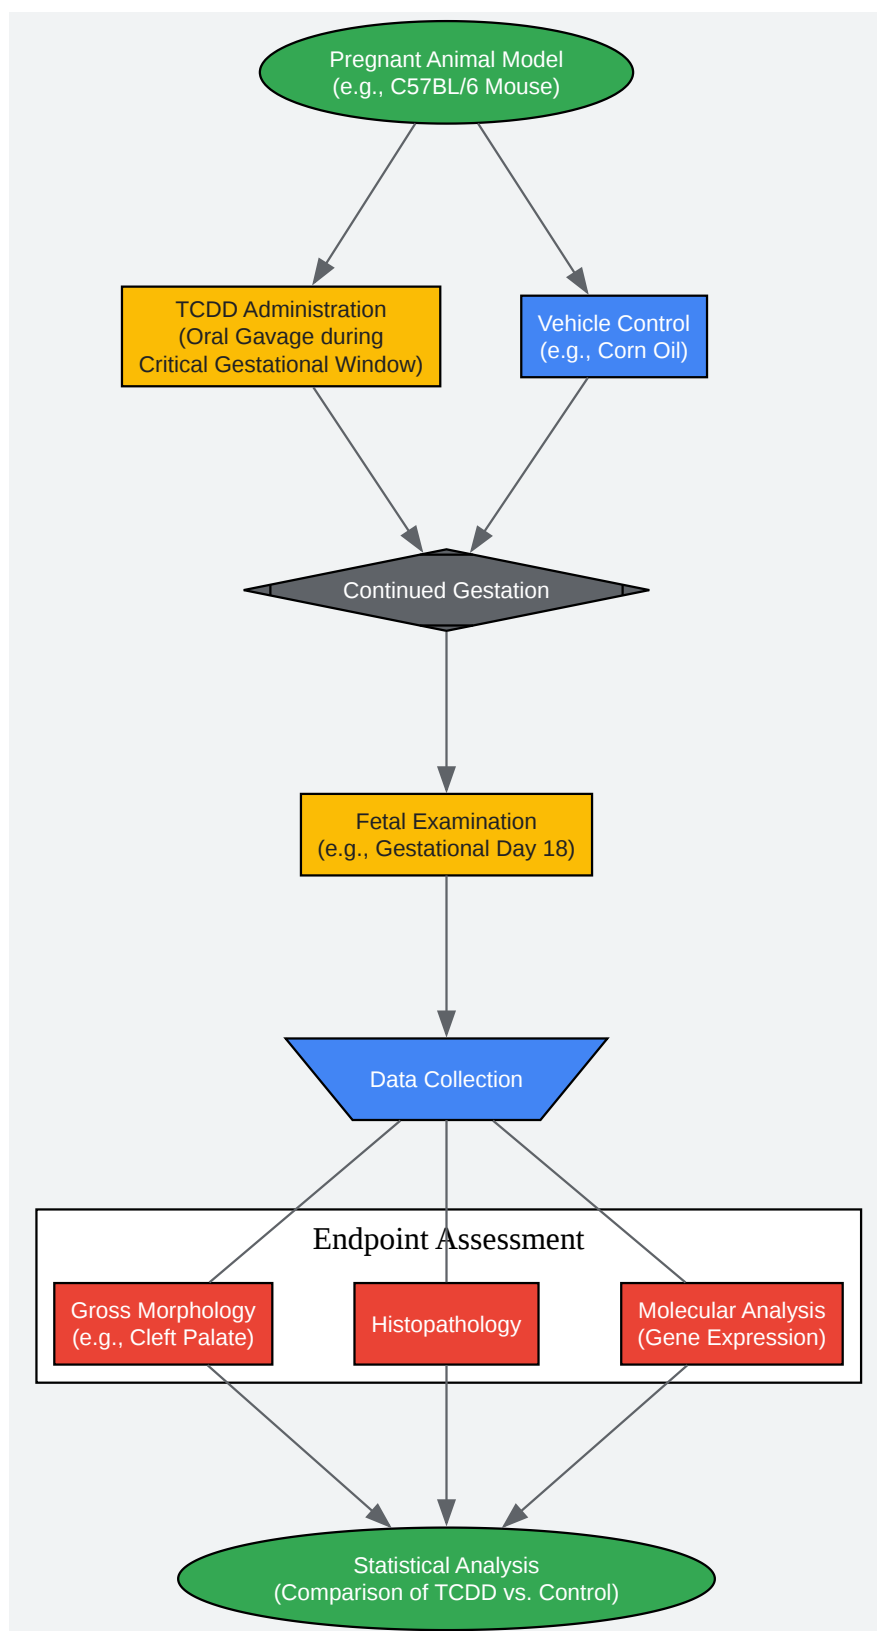 Pregnant Animal Model
(e.g., C57BL/6 Mouse)
TCDD Administration
(Oral Gavage during
Critical Gestational Window)
Vehicle Control
(e.g., Corn Oil)
Continued Gestation
Fetal Examination
(e.g., Gestational Day 18)
Data Collection
Endpoint Assessment
Gross Morphology
(e.g., Cleft Palate)
Histopathology
Molecular Analysis
(Gene Expression)
Statistical Analysis
(Comparison of TCDD vs. Control)